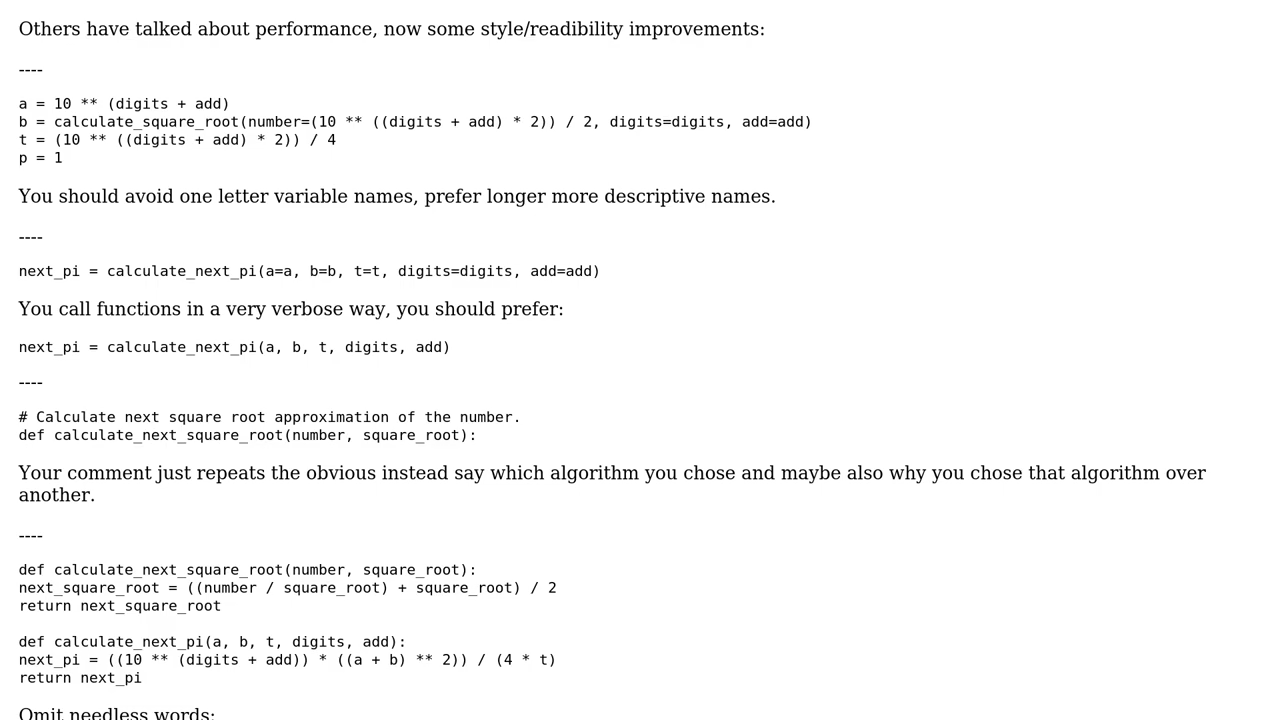 Others have talked about performance, now some style/readibility improvements:
----
a = 10 ** (digits + add)
b = calculate_square_root(number=(10 ** ((digits + add) * 2)) / 2, digits=digits, add=add)
t = (10 ** ((digits + add) * 2)) / 4
p = 1
You should avoid one letter variable names, prefer longer more descriptive names.
----
next_pi = calculate_next_pi(a=a, b=b, t=t, digits=digits, add=add)
You call functions in a very verbose way, you should prefer:
next_pi = calculate_next_pi(a, b, t, digits, add)
----
# Calculate next square root approximation of the number.
def calculate_next_square_root(number, square_root):
Your comment just repeats the obvious instead say which algorithm you chose and maybe also why you chose that algorithm over
another.
----
def calculate_next_square_root(number, square_root):
next_square_root = ((number / square_root) + square_root) / 2
return next_square_root
def calculate_next_pi(a, b, t, digits, add):
next_pi = ((10 ** (digits + add)) * ((a + b) ** 2)) / (4 * t)
return next_pi
Omit needless words: